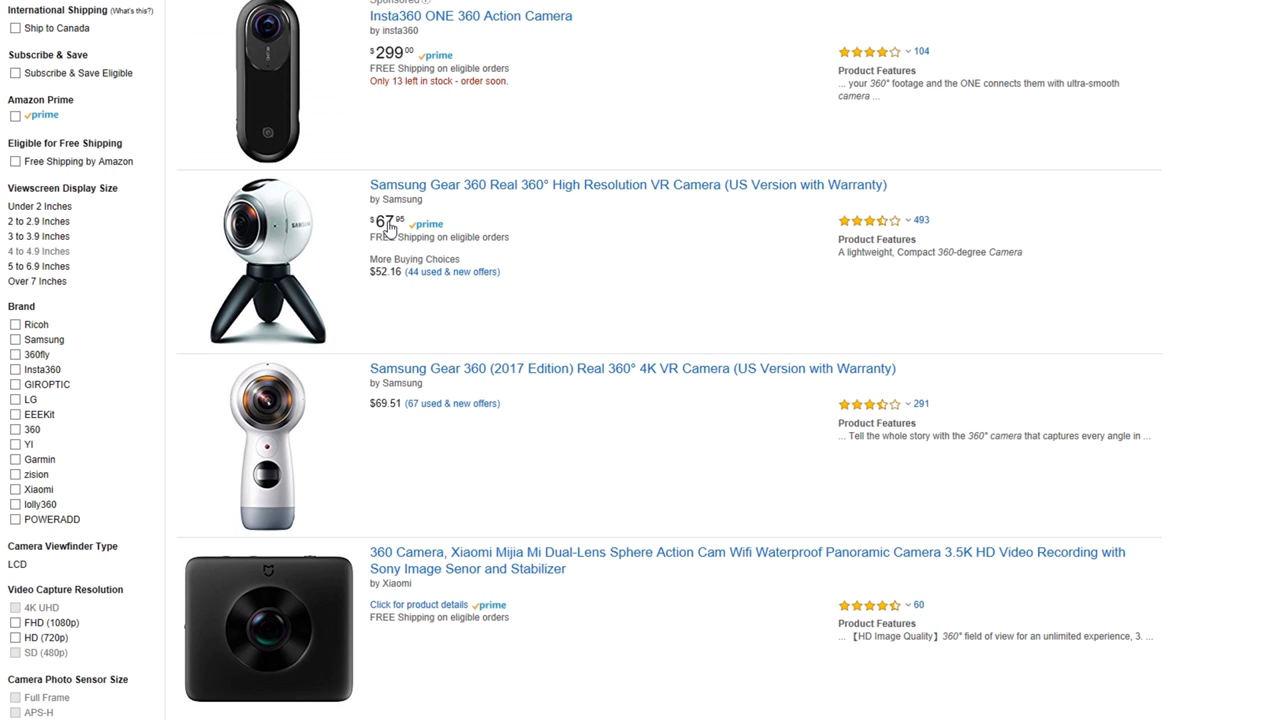 International Shipping (What's this?)
Ship to Canada
Subscribe & Save
Subscribe & Save Eligible
Amazon Prime
prime
Eligible for Free Shipping
Free Shipping by Amazon
Viewscreen Display Size
Under 2 Inches
2 to 2.9 Inches
3 to 3.9 Inches
4 to 4.9 Inches
5 to 6.9 Inches
Over 7 Inches
Brand
Ricoh
Samsung
360fly
Insta360
GIROPTIC
LG
EEEKit
360
YI
Garmin
zision
Xiaomi
lolly360
POWERADD
Camera Viewfinder Type
LCD
Video Capture Resolution
4K UHD
FHD (1080p)
HD (720p)
SD (480p)
Camera Photo Sensor Size
Full Frame
APS-H
Sponsored
Insta360 ONE 360 Action Camera
by insta360
$299 00 prime
FREE Shipping on eligible orders
Only 13 left in stock - order soon.
104
Product Features
... your 360° footage and the ONE connects them with ultra-smooth
camera ...
SAMSUNG
Samsung Gear 360 Real 360° High Resolution VR Camera (US Version with Warranty)
by Samsung
$67 95 prime
FREE Shipping on eligible orders
More Buying Choices
$52.16 (44 used & new offers)
493
Product Features
A lightweight, Compact 360-degree Camera
Samsung Gear 360 (2017 Edition) Real 360° 4K VR Camera (US Version with Warranty)
by Samsung
$69.51 (67 used & new offers)
291
Product Features
... Tell the whole story with the 360° camera that captures every angle in ...
360 Camera, Xiaomi Mijia Mi Dual-Lens Sphere Action Cam Wifi Waterproof Panoramic Camera 3.5K HD Video Recording with
Sony Image Senor and Stabilizer
by Xiaomi
Click for product details prime
FREE Shipping on eligible orders
60
Product Features
... 【HD Image Quality】360° field of view for an unlimited experience, 3. ...